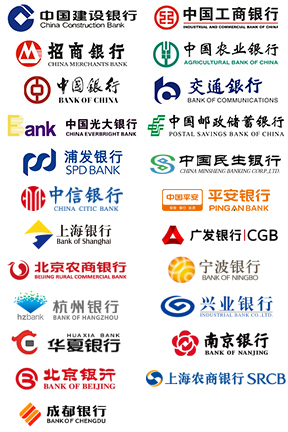 中国建设银行
China Construction Bank
中国工商银行
INDUSTRIAL AND COMMERCIAL BANK OF CHINA
招商银行
CHINA MERCHANTS BANK
中国农业银行
AGRICULTURAL BANK OF CHINA
中国银行
BANK OF CHINA
交通银行
BANK OF COMMUNICATIONS
Bank
中国光大银行
CHINA EVERBRIGHT BANK
中国邮政储蓄银行
POSTAL SAVINGS BANK OF CHINA
浦发银行
SPD BANK
中国民生银行
CHINA MINSHENG BANKING CORP.,LTD.
中信银行
CHINA CITIC BANK
中国平安
平安银行
PING AN BANK
上海银行
Bank of Shanghai
广发银行|CGB
北京农商银行
BEIJING RURAL COMMERCIAL BANK
宁波银行
BANK OF NINGBO
hzbank
杭州银行
BANK OF HANGZHOU
兴业银行
INDUSTRIAL BANK CO.,LTD.
HUAXIA BANK
华夏银行
南京银行
BANK OF NANJING
北京银行
BANK OF BEIJING
上海农商银行 SRCB
成都银行
BANK OF CHENGDU